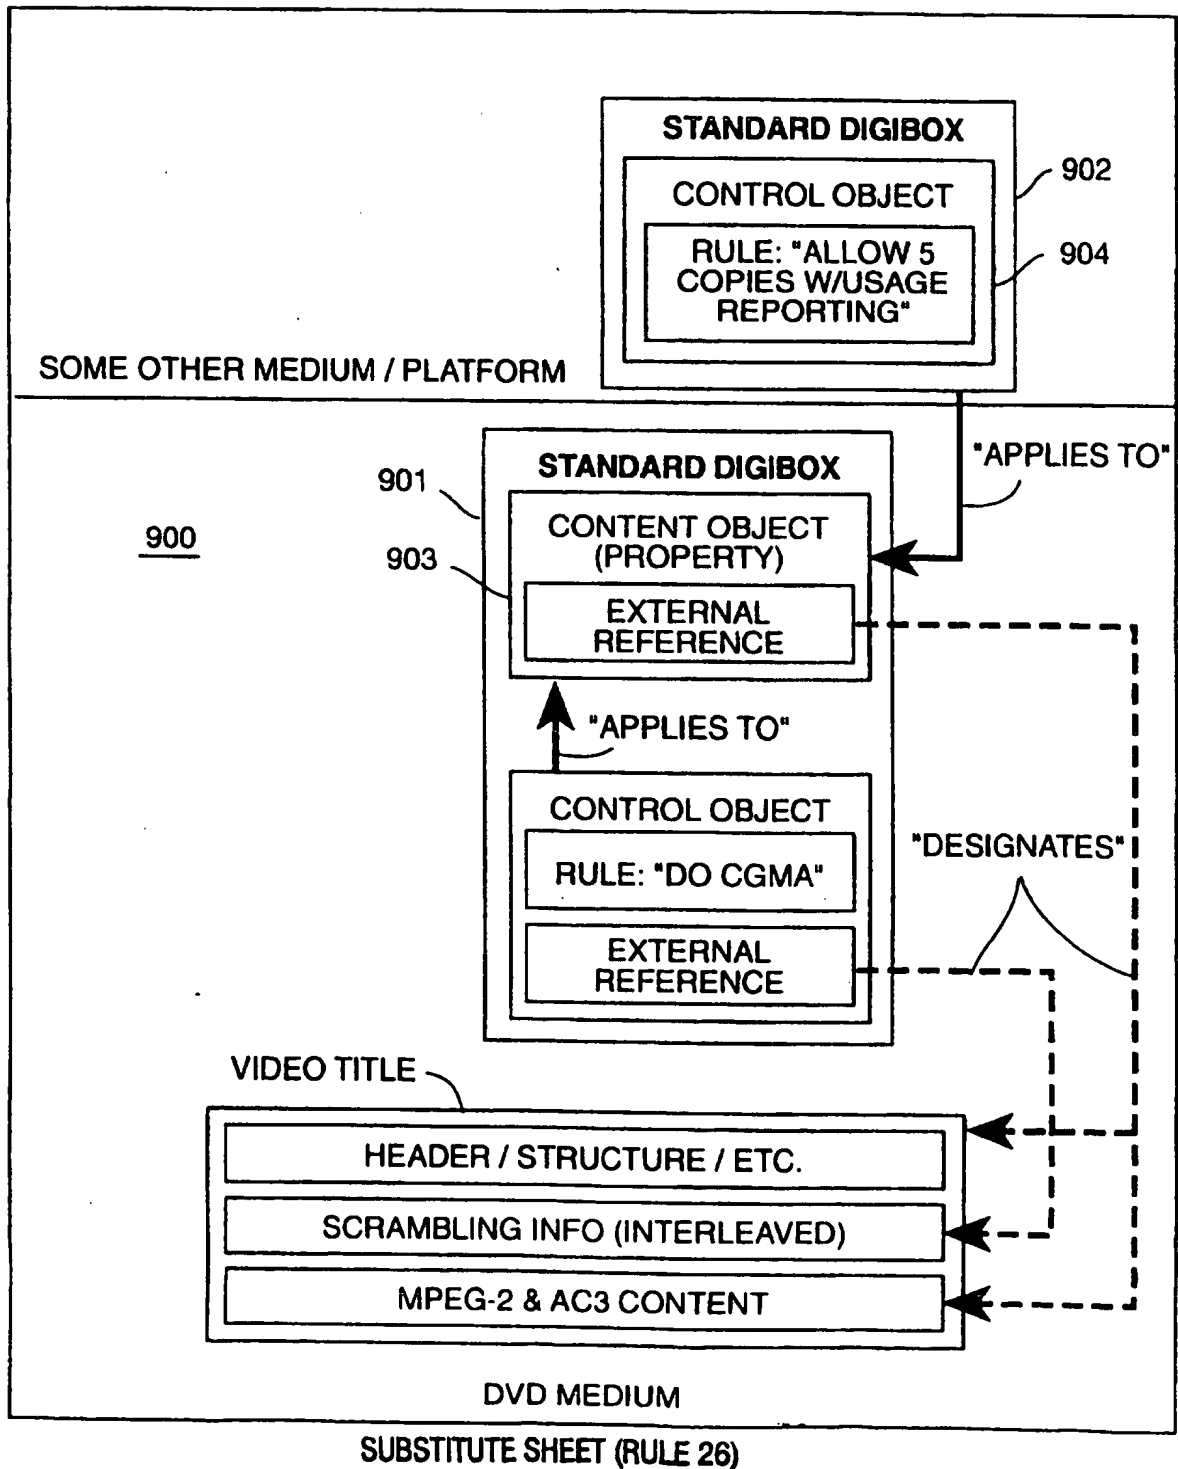 STANDARD DIGIBOX
CONTROL OBJECT
902
RULE: "ALLOW 5
COPIES W/USAGE
REPORTING"
904
SOME OTHER MEDIUM / PLATFORM
"APPLIES TO"
900
901
STANDARD DIGIBOX
CONTENT OBJECT
(PROPERTY)
903
EXTERNAL
REFERENCE
"APPLIES TO"
CONTROL OBJECT
"DESIGNATES"
RULE: "DO CGMA"
EXTERNAL
REFERENCE
VIDEO TITLE
HEADER / STRUCTURE / ETC.
SCRAMBLING INFO (INTERLEAVED)
MPEG-2 & AC3 CONTENT
DVD MEDIUM
SUBSTITUTE SHEET (RULE 26)